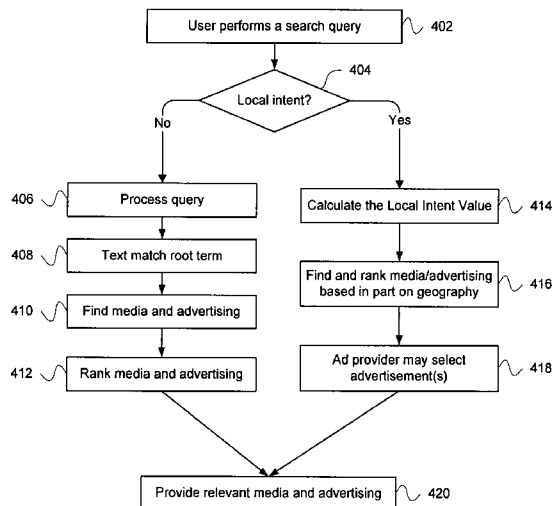 User performs a search query
402
404
Local intent?
No
Yes
406
Process query
Calculate the Local Intent Value
414
408
Text match root term
Find and rank media/advertising
based in part on geography
416
410
Find media and advertising
412
Rank media and advertising
Ad provider may select
advertisement(s)
418
Provide relevant media and advertising
420